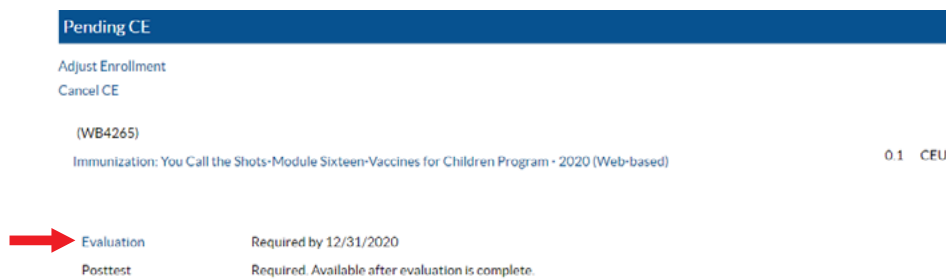 Pending CE
Adjust Enrollment
Cancel CE
(WB4265)
Immunization: You Call the Shots-Module Sixteen-Vaccines for Children Program - 2020 (Web-based) 0.1 CEU
Evaluation Required by 12/31/2020
Posttest Required. Available after evaluation is complete.